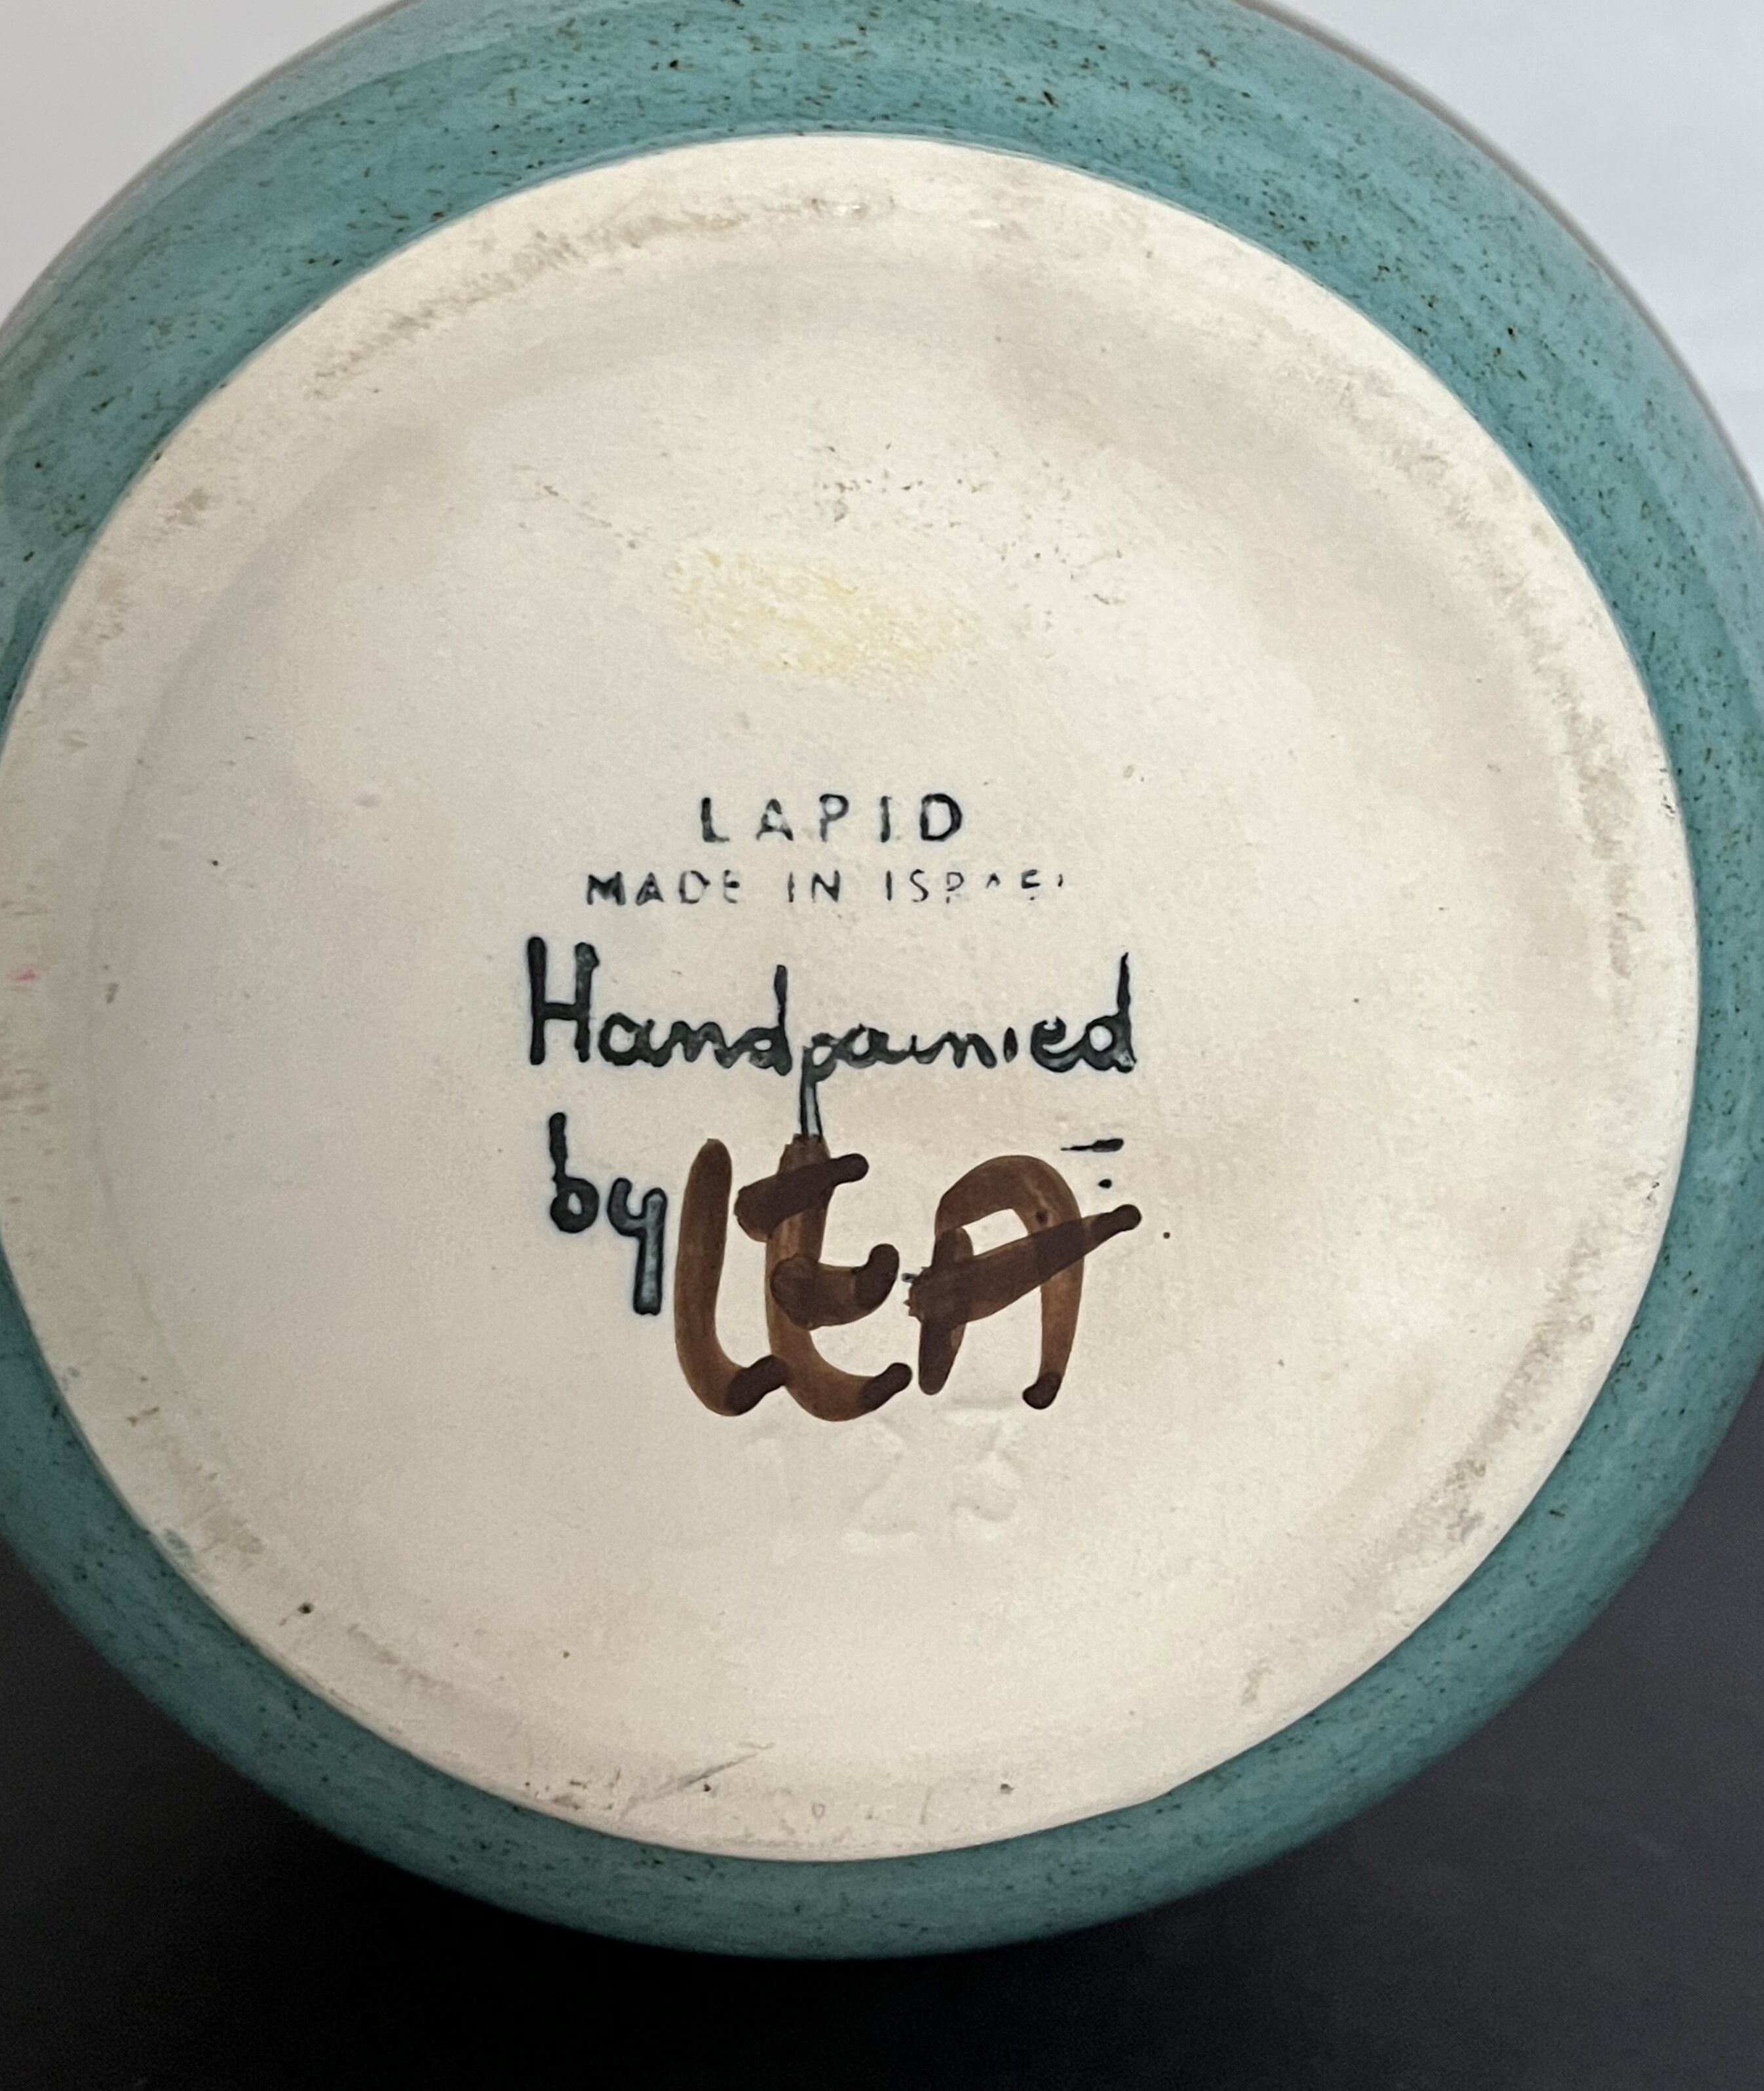 LAPID
MADE IN ISRAEL
Handpainted
by LEA